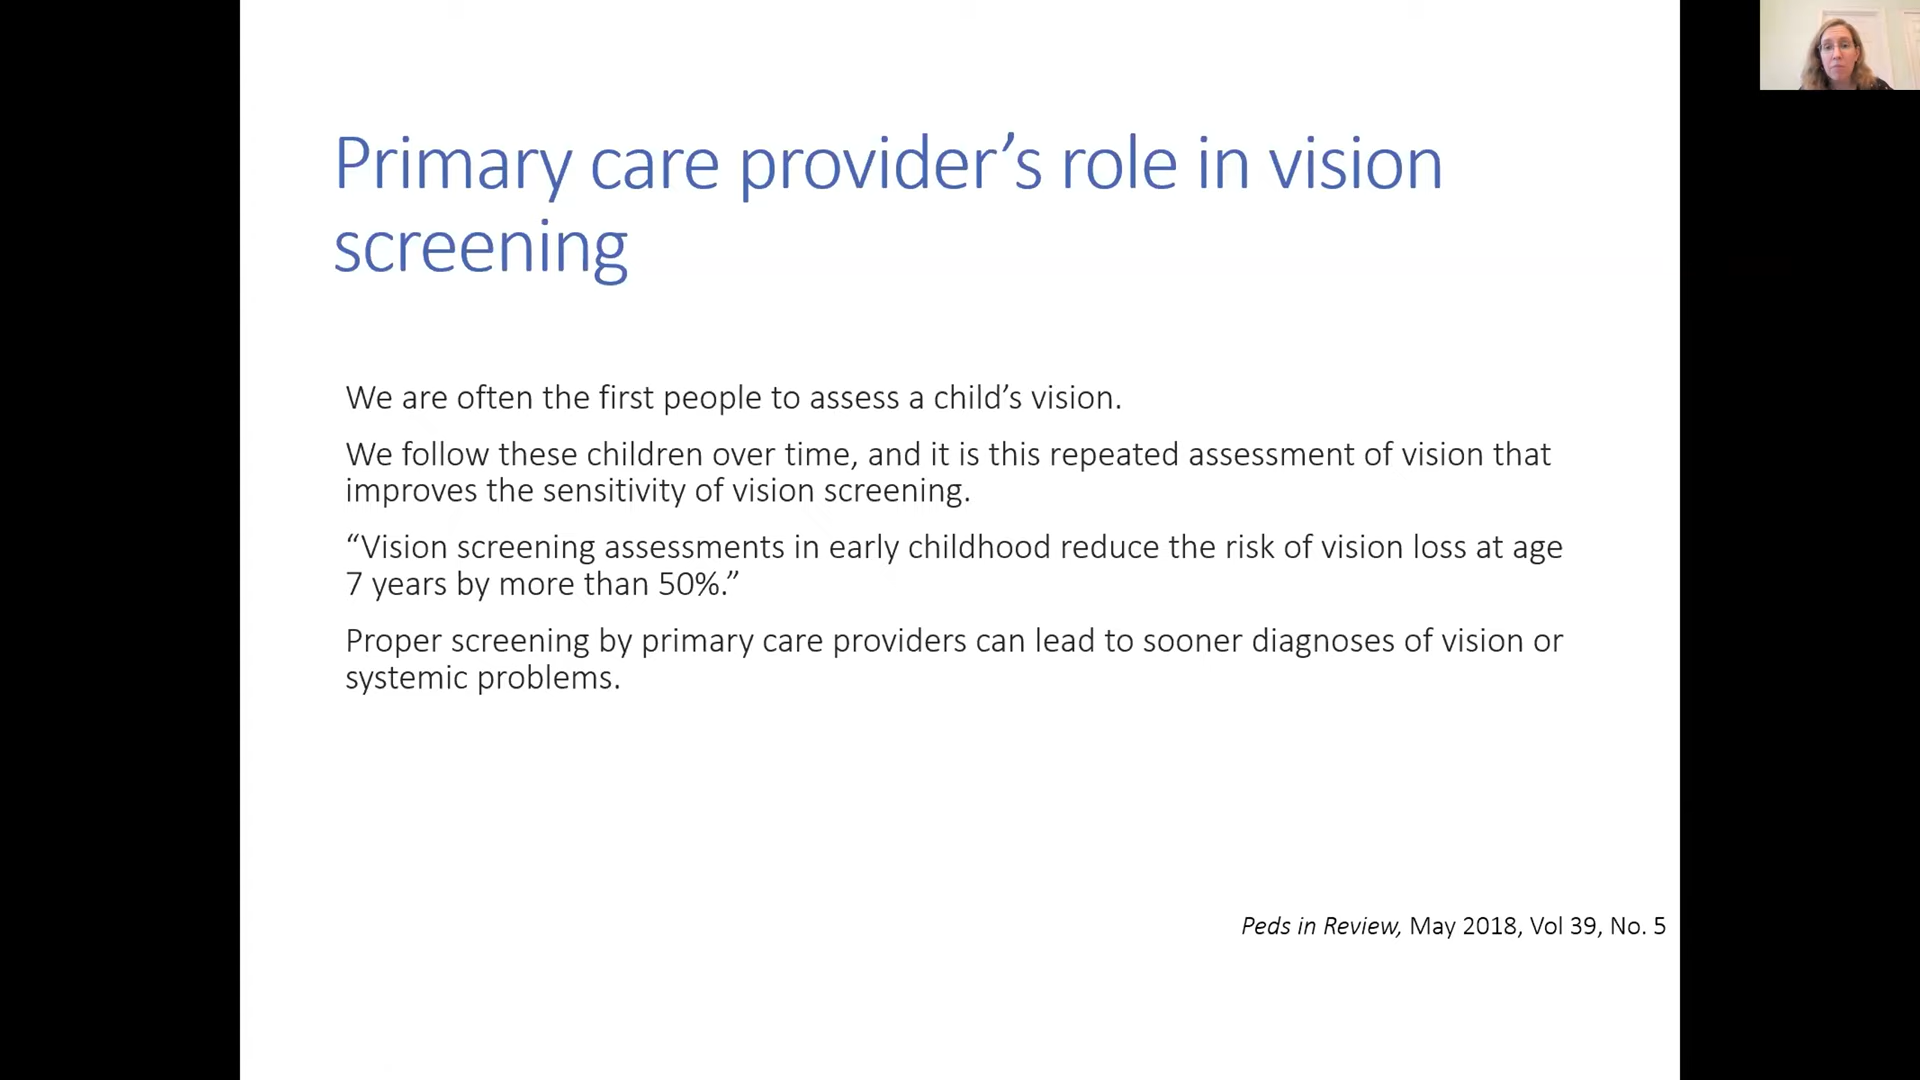 Primary care provider’s role in vision
screening
We are often the first people to assess a child’s vision.
We follow these children over time, and it is this repeated assessment of vision that
improves the sensitivity of vision screening.
“Vision screening assessments in early childhood reduce the risk of vision loss at age
7 years by more than 50%.”
Proper screening by primary care providers can lead to sooner diagnoses of vision or
systemic problems.
Peds in Review, May 2018, Vol 39, No. 5